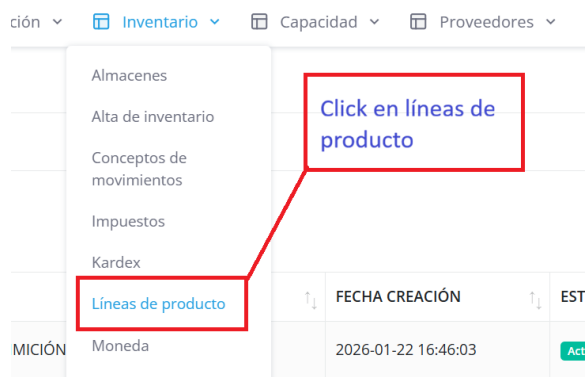 ción
Inventario
Capacidad
Proveedores
Almacenes
Alta de inventario
Conceptos de
movimientos
Impuestos
Kardex
Líneas de producto
Moneda
Click en líneas de
producto
FECHA CREACIÓN
EST
MICIÓN
2026-01-22 16:46:03
Act